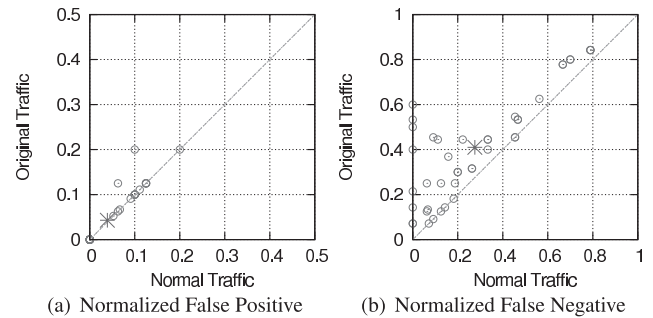 0.5
0.4
0.3
0.2
0.1
0
Original Traffic
0 0.1 0.2 0.3 0.4 0.5
Normal Traffic
(a) Normalized False Positive
1
0.8
0.6
0.4
0.2
0
Original Traffic
0 0.2 0.4 0.6 0.8 1
Normal Traffic
(b) Normalized False Negative